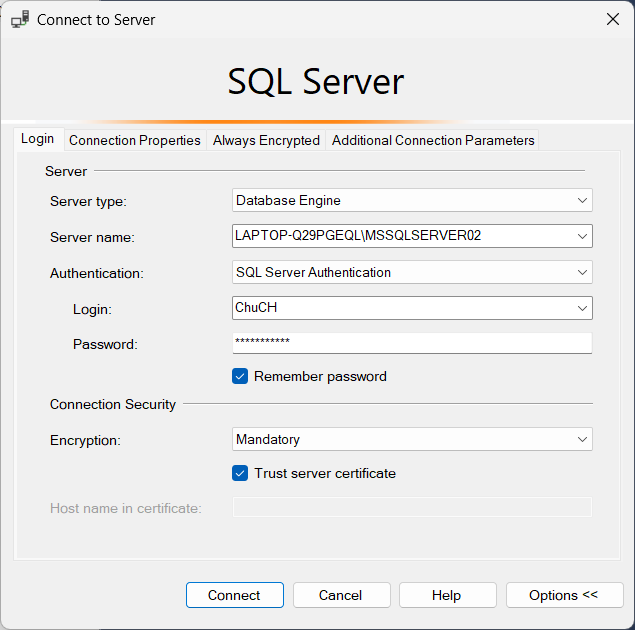 Connect to Server
SQL Server
Login Connection Properties Always Encrypted Additional Connection Parameters
Server
Server type: Database Engine
Server name: LAPTOP-Q29PGEQL\MSSQLSERVER02
Authentication: SQL Server Authentication
Login: ChuCH
Password: ***********
Remember password
Connection Security
Encryption: Mandatory
Trust server certificate
Host name in certificate:
Connect Cancel Help Options <<